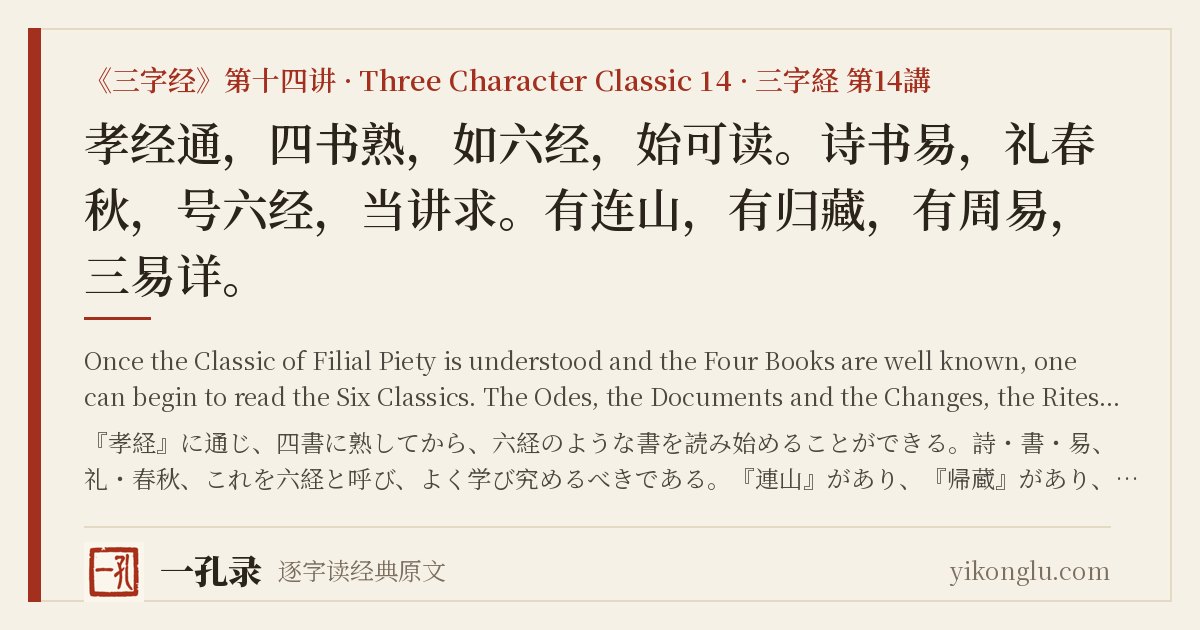 《三字经》第十四讲 · Three Character Classic 14 · 三字経 第14講
孝经通，四书熟，如六经，始可读。诗书易，礼春
秋，号六经，当讲求。有连山，有归藏，有周易，
三易详。
Once the Classic of Filial Piety is understood and the Four Books are well known, one
can begin to read the Six Classics. The Odes, the Documents and the Changes, the Rites…
『孝経』に通じ、四書に熟してから、六経のような書を読み始めることができる。詩・書・易、
礼・春秋、これを六経と呼び、よく学び究めるべきである。『連山』があり、『帰蔵』があり、…
一孔
一孔录 逐字读经典原文
yikonglu.com